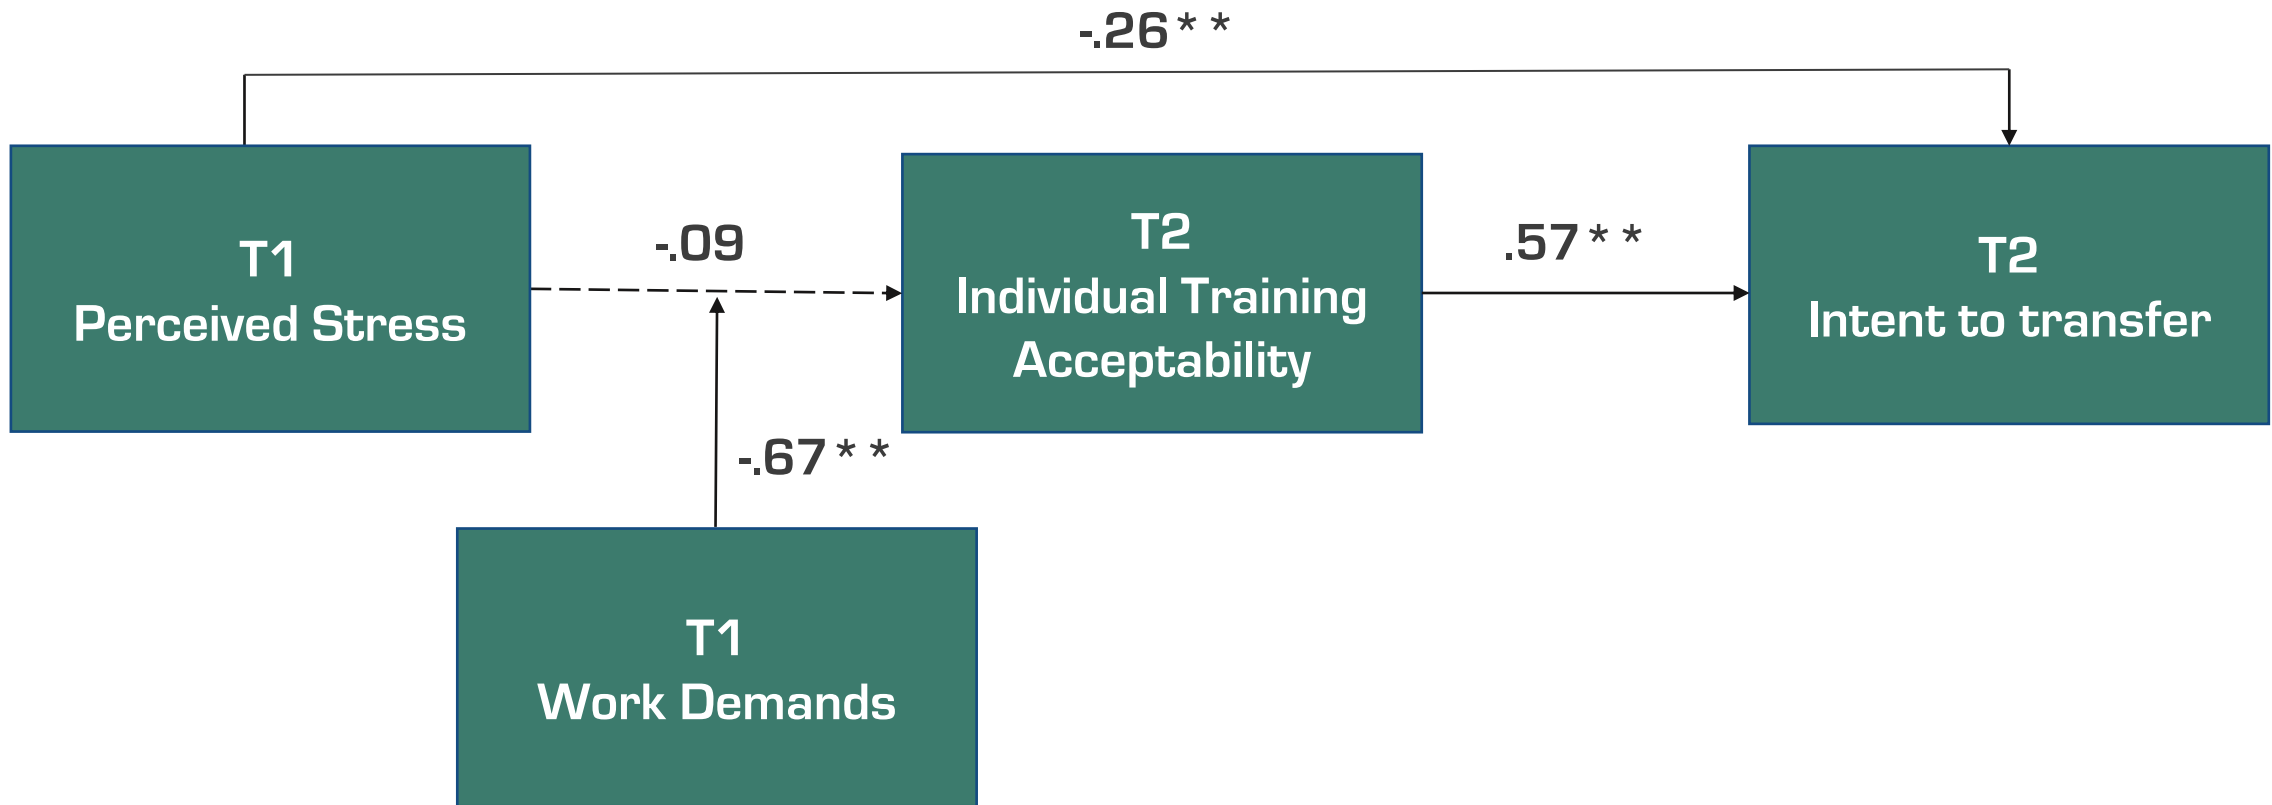 -.26**
T1
Perceived Stress
-.09
T2
Individual Training
Acceptability
.57**
T2
Intent to transfer
-.67**
T1
Work Demands